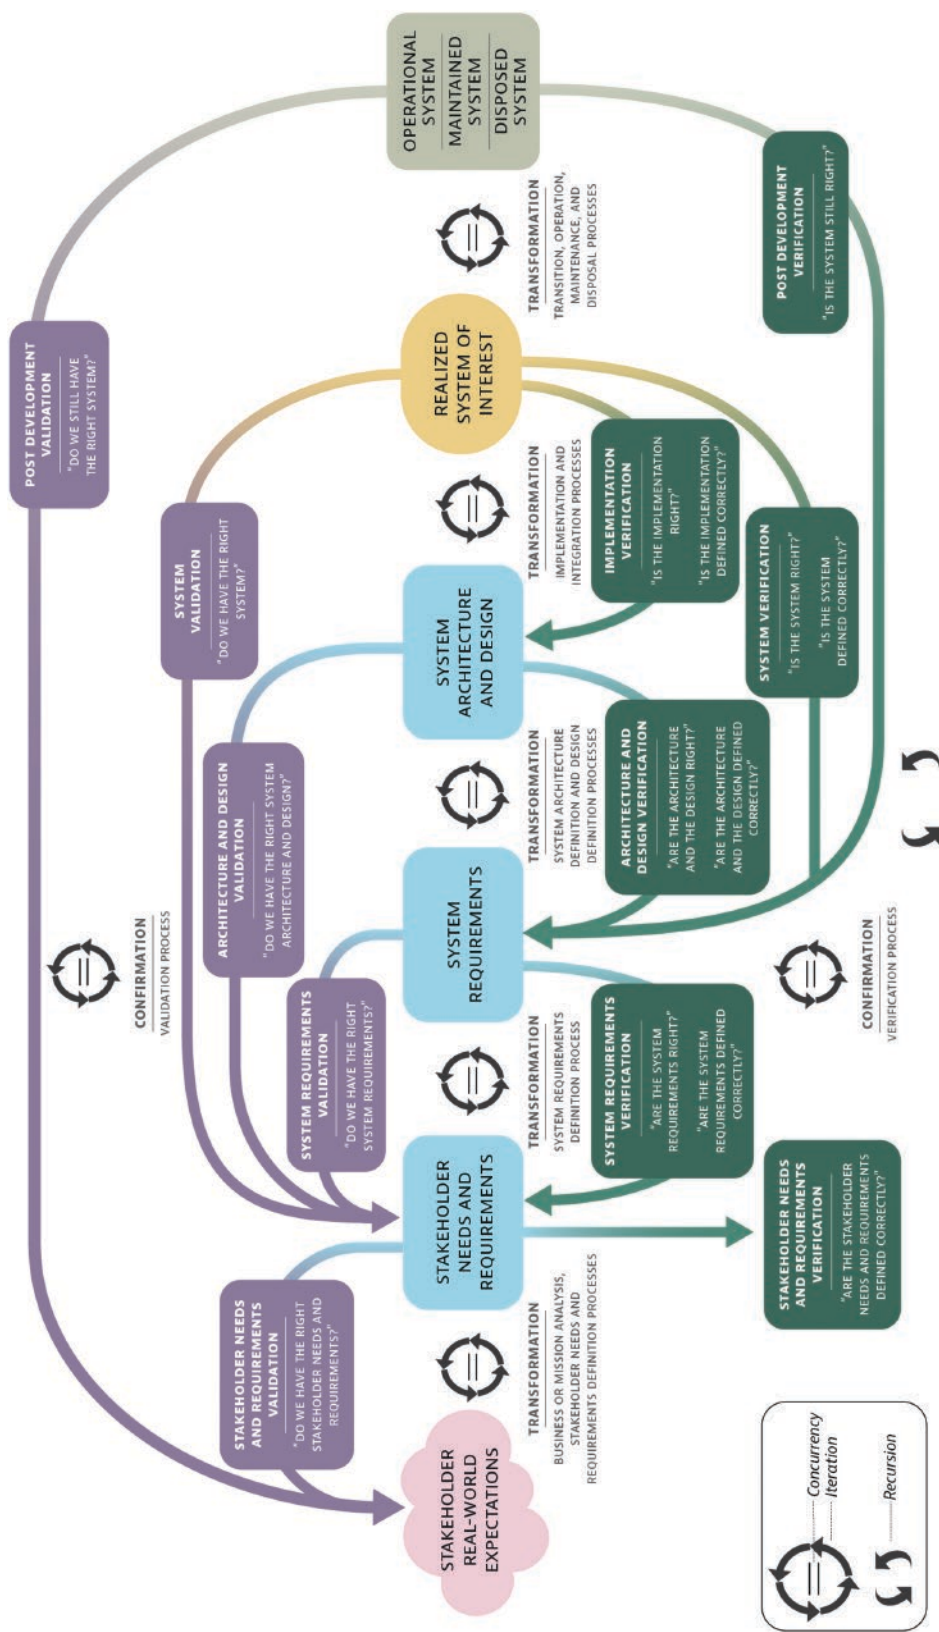 POST DEVELOPMENT
VALIDATION
"DO WE STILL HAVE
THE RIGHT SYSTEM?"
CONFIRMATION
VALIDATION PROCESS
SYSTEM
VALIDATION
"DO WE HAVE THE RIGHT
SYSTEM?"
ARCHITECTURE AND DESIGN
VALIDATION
"DO WE HAVE THE RIGHT SYSTEM
ARCHITECTURE AND DESIGN?"
SYSTEM REQUIREMENTS
VALIDATION
"DO WE HAVE THE RIGHT
SYSTEM REQUIREMENTS?"
STAKEHOLDER NEEDS
AND REQUIREMENTS
VALIDATION
"DO WE HAVE THE RIGHT
STAKEHOLDER NEEDS AND
REQUIREMENTS?"
STAKEHOLDER
REAL-WORLD
EXPECTATIONS
STAKEHOLDER
NEEDS AND
REQUIREMENTS
SYSTEM
REQUIREMENTS
SYSTEM
ARCHITECTURE
AND DESIGN
REALIZED
SYSTEM OF
INTEREST
OPERATIONAL
SYSTEM
MAINTAINED
SYSTEM
DISPOSED
SYSTEM
TRANSFORMATION
BUSINESS OR MISSION ANALYSIS,
STAKEHOLDER NEEDS AND
REQUIREMENTS DEFINITION PROCESSES
TRANSFORMATION
SYSTEM REQUIREMENTS
DEFINITION PROCESS
TRANSFORMATION
SYSTEM ARCHITECTURE
DEFINITION AND DESIGN
DEFINITION PROCESSES
TRANSFORMATION
IMPLEMENTATION AND
INTEGRATION PROCESSES
TRANSFORMATION
TRANSITION, OPERATION,
MAINTENANCE, AND
DISPOSAL PROCESSES
STAKEHOLDER NEEDS
AND REQUIREMENTS
VERIFICATION
"ARE THE STAKEHOLDER
NEEDS AND REQUIREMENTS
DEFINED CORRECTLY?"
SYSTEM REQUIREMENTS
VERIFICATION
"ARE THE SYSTEM
REQUIREMENTS RIGHT?"
"ARE THE SYSTEM
REQUIREMENTS DEFINED
CORRECTLY?"
ARCHITECTURE AND
DESIGN VERIFICATION
"ARE THE ARCHITECTURE
AND THE DESIGN RIGHT?"
"ARE THE ARCHITECTURE
AND THE DESIGN DEFINED
CORRECTLY?"
IMPLEMENTATION
VERIFICATION
"IS THE IMPLEMENTATION
RIGHT?"
"IS THE IMPLEMENTATION
DEFINED CORRECTLY?"
SYSTEM VERIFICATION
"IS THE SYSTEM RIGHT?"
"IS THE SYSTEM
DEFINED CORRECTLY?"
POST DEVELOPMENT
VERIFICATION
"IS THE SYSTEM STILL RIGHT?"
CONFIRMATION
VERIFICATION PROCESS
Concurrency
Iteration
Recursion